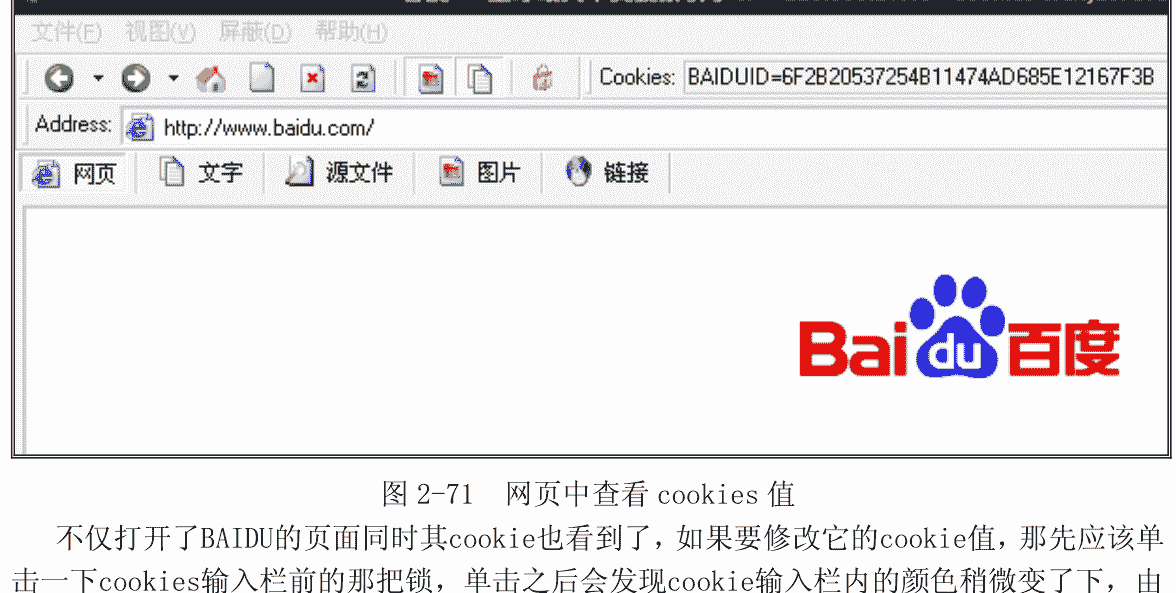 文件(F) 视图(V) 屏蔽(D) 帮助(H)
Cookies: BAIDUID=6F2B20537254B11474AD685E12167F3B
Address: http://www.baidu.com/
网页 文字 源文件 图片 链接
Bai du 百度
图 2-71 网页中查看 cookies 值
不仅打开了BAIDU的页面同时其cookie也看到了,如果要修改它的cookie值,那先应该单
击一下cookies输入栏前的那把锁,单击之后会发现cookie输入栏内的颜色稍微变了下,由